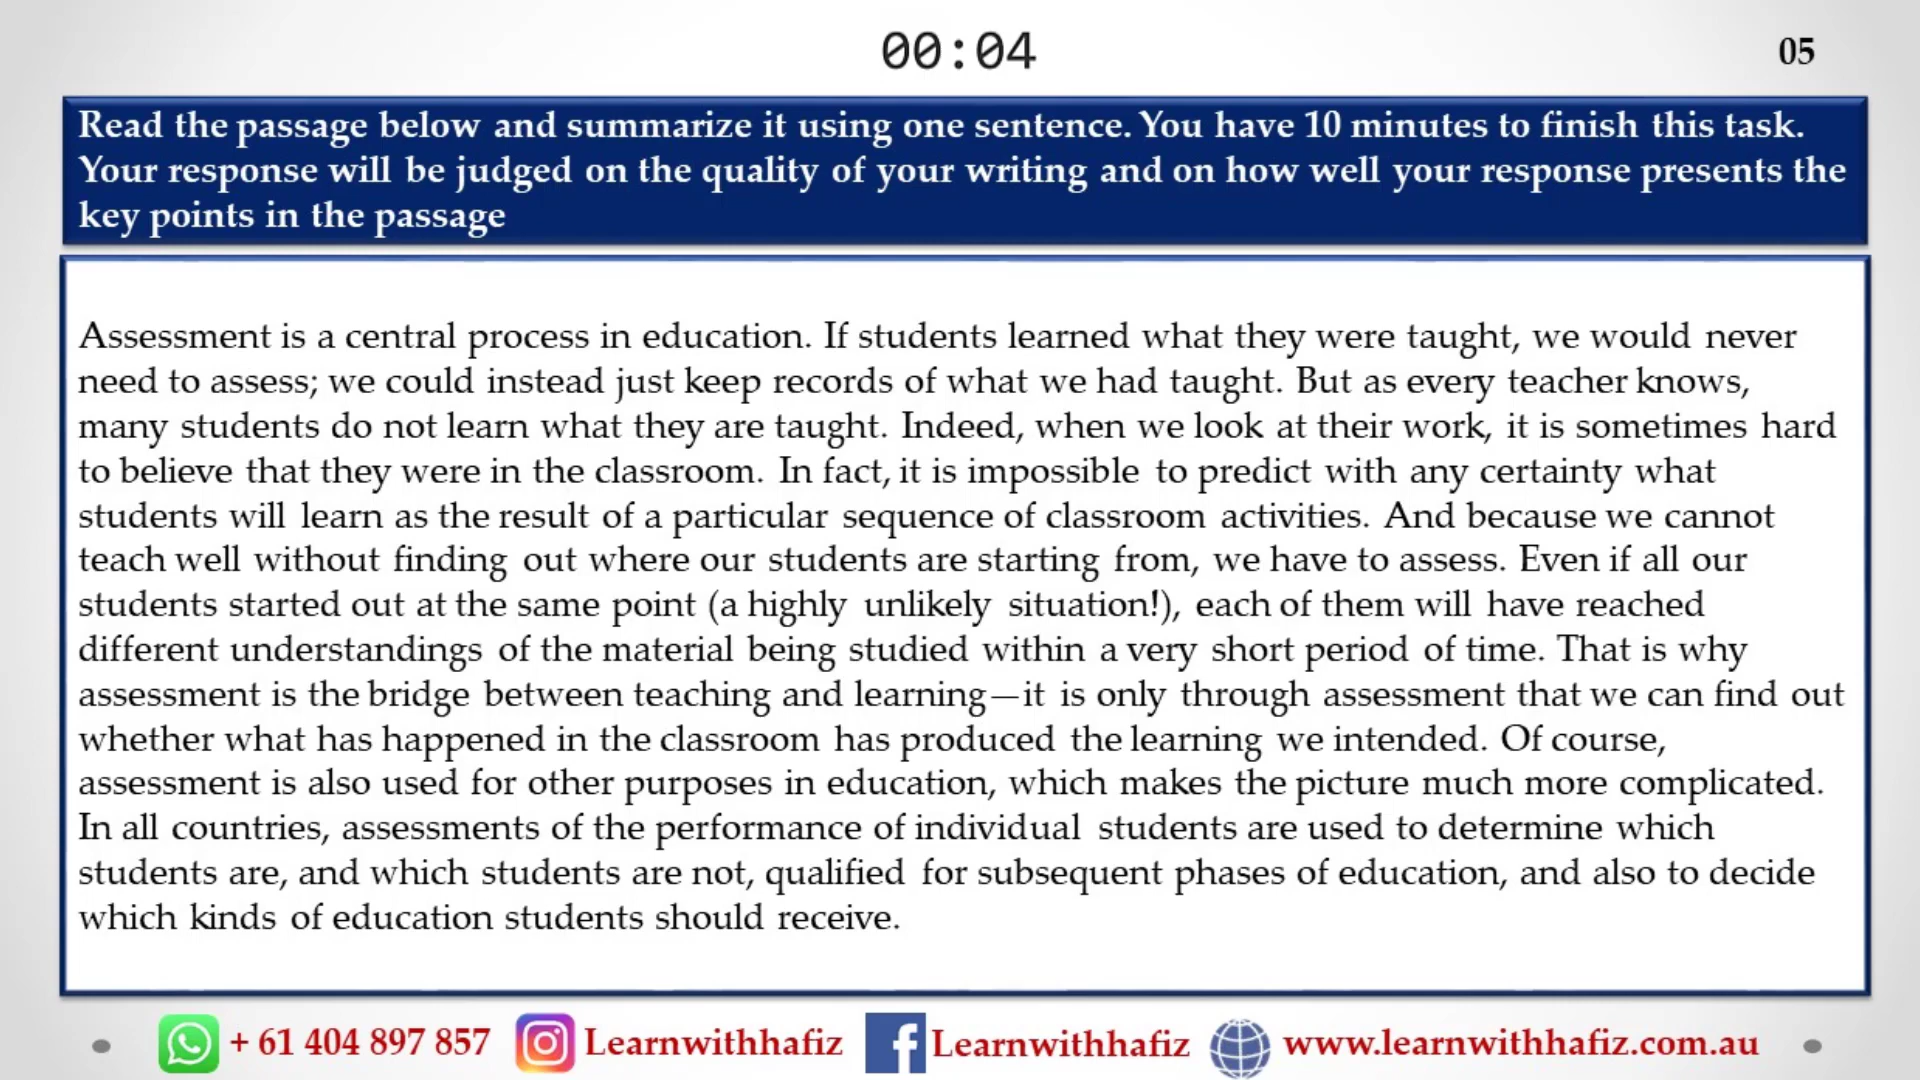 00:04
05
Read the passage below and summarize it using one sentence. You have 10 minutes to finish this task.
Your response will be judged on the quality of your writing and on how well your response presents the
key points in the passage
Assessment is a central process in education. If students learned what they were taught, we would never
need to assess; we could instead just keep records of what we had taught. But as every teacher knows,
many students do not learn what they are taught. Indeed, when we look at their work, it is sometimes hard
to believe that they were in the classroom. In fact, it is impossible to predict with any certainty what
students will learn as the result of a particular sequence of classroom activities. And because we cannot
teach well without finding out where our students are starting from, we have to assess. Even if all our
students started out at the same point (a highly unlikely situation!), each of them will have reached
different understandings of the material being studied within a very short period of time. That is why
assessment is the bridge between teaching and learning—it is only through assessment that we can find out
whether what has happened in the classroom has produced the learning we intended. Of course,
assessment is also used for other purposes in education, which makes the picture much more complicated.
In all countries, assessments of the performance of individual students are used to determine which
students are, and which students are not, qualified for subsequent phases of education, and also to decide
which kinds of education students should receive.
+ 61 404 897 857 Learnwithhafiz Learnwithhafiz www.learnwithhafiz.com.au